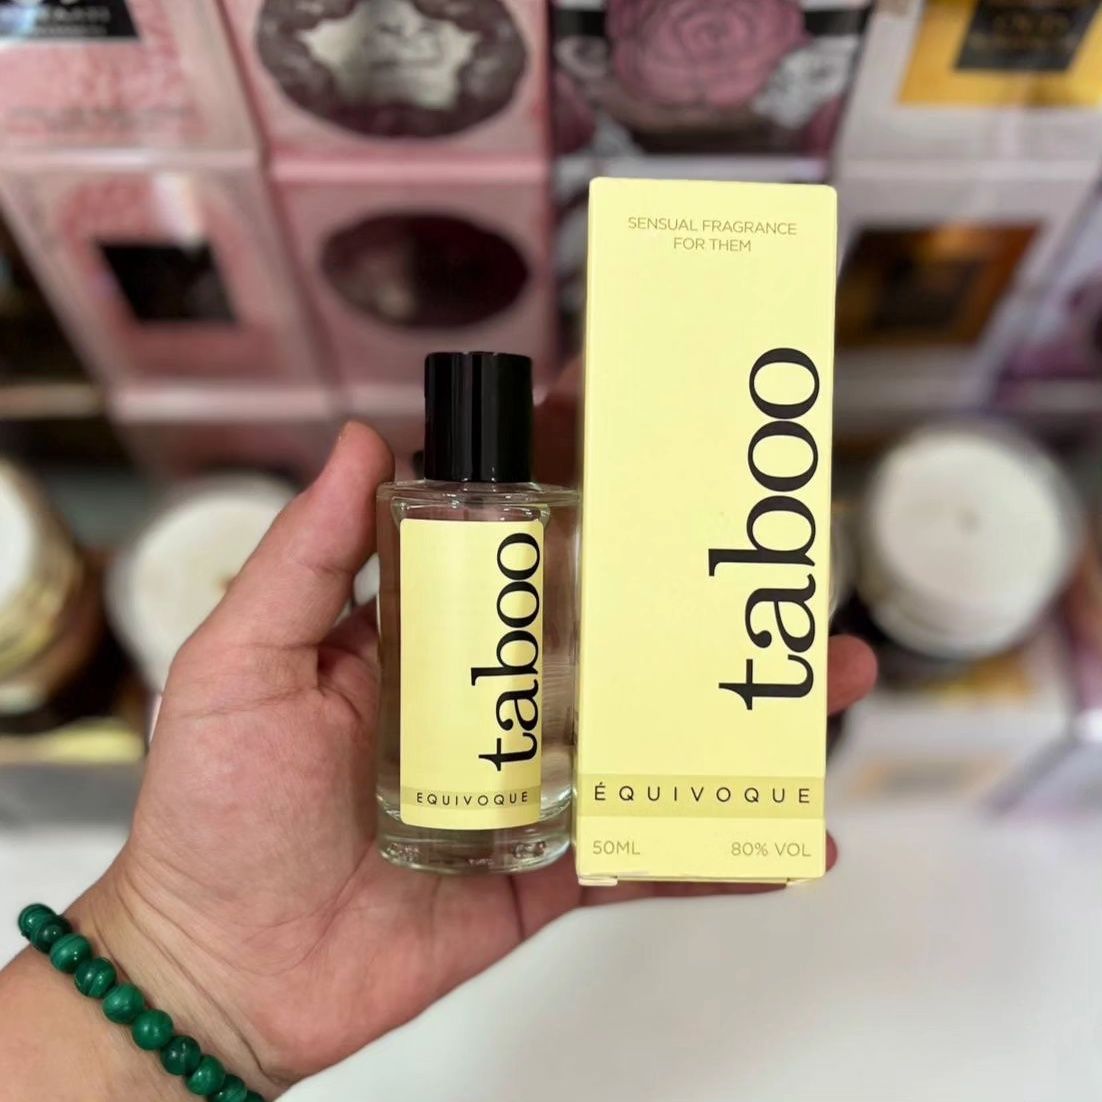 SENSUAL FRAGRANCE
FOR THEM
taboo
ÉQUIVOQUE
50ML 80% VOL
taboo
EQUIVOQUE